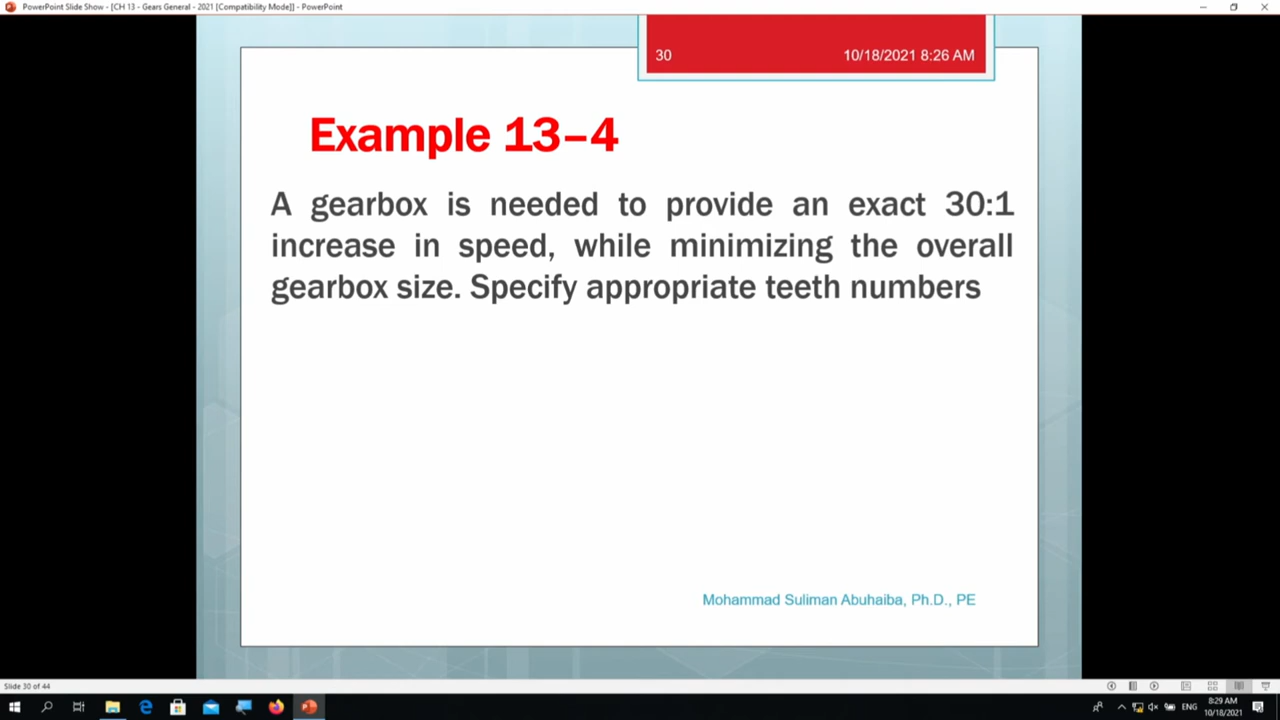 PowerPoint Slide Show - [CH 13 - Gears General - 2021 [Compatibility Mode]] - PowerPoint
30 10/18/2021 8:26 AM
Example 13–4
A gearbox is needed to provide an exact 30:1
increase in speed, while minimizing the overall
gearbox size. Specify appropriate teeth numbers
Mohammad Suliman Abuhaiba, Ph.D., PE
Slide 30 of 44
ENG
8:29 AM
10/18/2021